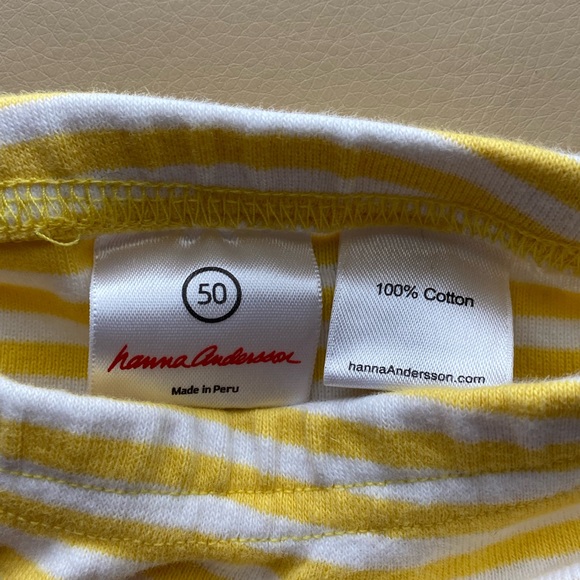 50
hanna Andersson
Made in Peru
100% Cotton
hannaAndersson.com